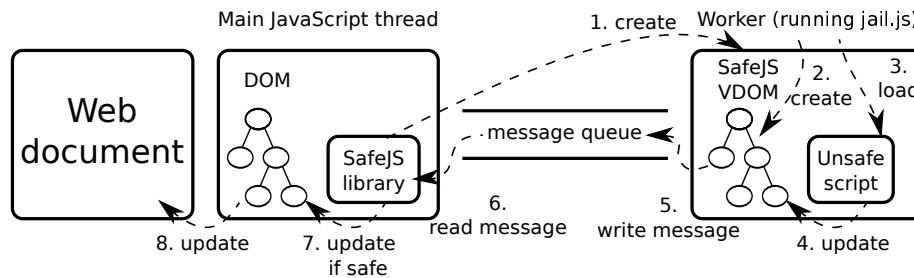 Main JavaScript thread
1. create
Worker (running jail.js)
Web
document
DOM
SafeJS
library
message queue
SafeJS
VDOM
2.
create
3.
load
Unsafe
script
6.
read message
5.
write message
4. update
7. update
if safe
8. update